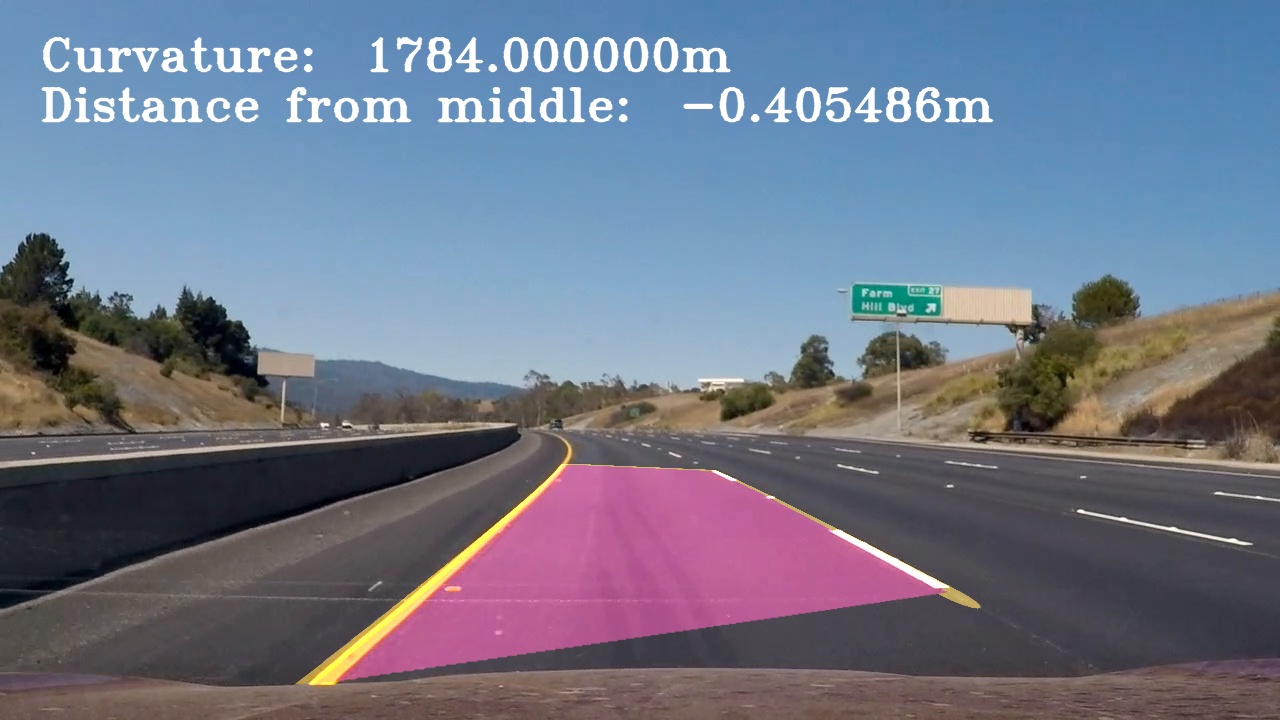 Curvature: 1784.000000m
Distance from middle: −0.405486m
EXIT 27
Farm
Hill Blvd